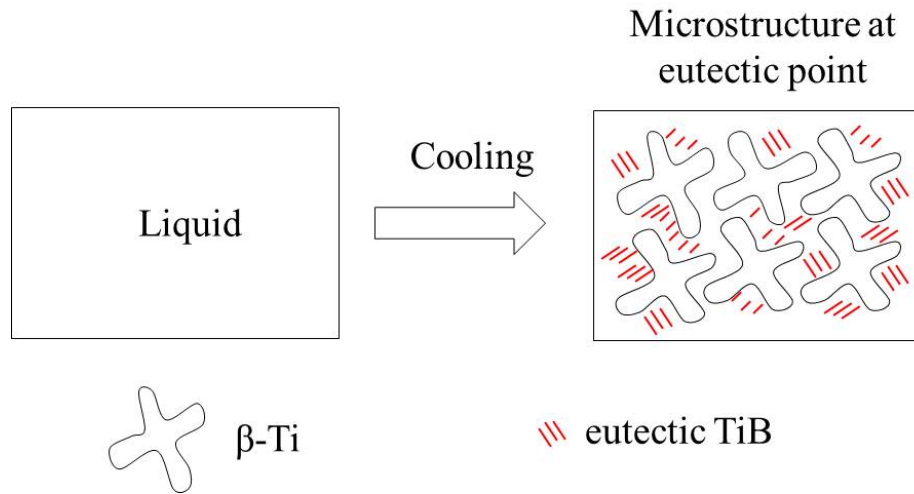 Microstructure at
eutectic point
Cooling
Liquid
β-Ti
eutectic TiB